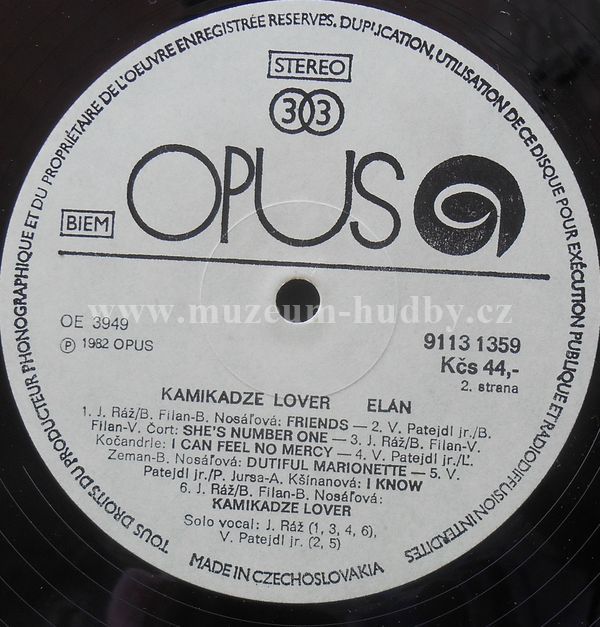 TOUS DROITS DU PRODUCTEUR PHONOGRAPHIQUE ET DU PROPRIÉTAIRE DE L'OEUVRE ENREGISTRÉE RÉSERVÉS. DUPLICATION, UTILISATION DE CE DISQUE POUR EXÉCUTION PUBLIQUE ET RADIODIFFUSION INTERDITES
STEREO
33
OPUS
BIEM
www.muzeum-hudby.cz
OE 3949
Ⓟ 1982 OPUS
9113 1359
Kčs 44,-
2. strana
KAMIKADZE LOVER ELÁN
1. J. Ráž/B. Filan-B. Nosáľová: FRIENDS — 2. V. Patejdl jr./B.
Filan-V. Čort: SHE'S NUMBER ONE — 3. J. Ráž/B. Filan-V.
Kočandrle: I CAN FEEL NO MERCY — 4. V. Patejdl jr./Ľ.
Zeman-B. Nosáľová: DUTIFUL MARIONETTE — 5. V.
Patejdl jr./P. Jursa-A. Kšínanová: I KNOW
6. J. Ráž/B. Filan-B. Nosáľová:
KAMIKADZE LOVER
Solo vocal: J. Ráž (1, 3, 4, 6),
V. Patejdl jr. (2, 5)
MADE IN CZECHOSLOVAKIA